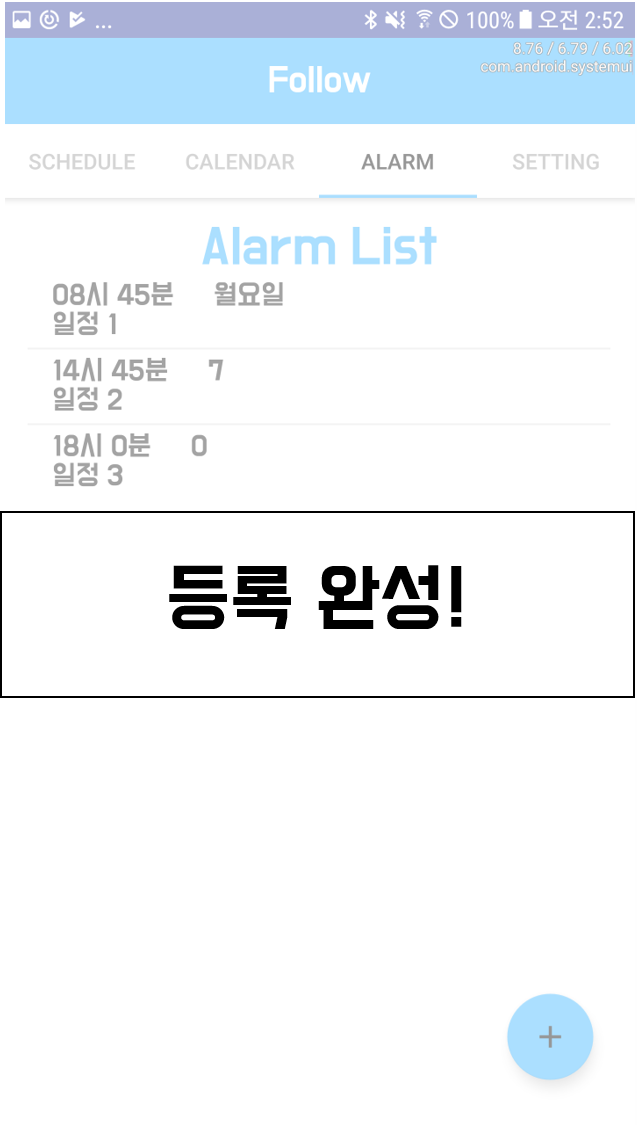 ... 100% 오전 2:52
8.76 / 6.79 / 6.02
com.android.systemui
Follow
SCHEDULE CALENDAR ALARM SETTING
Alarm List
08시 45분 월요일
일정 1
14시 45분 7
일정 2
18시 0분 0
일정 3
등록 완성!
+